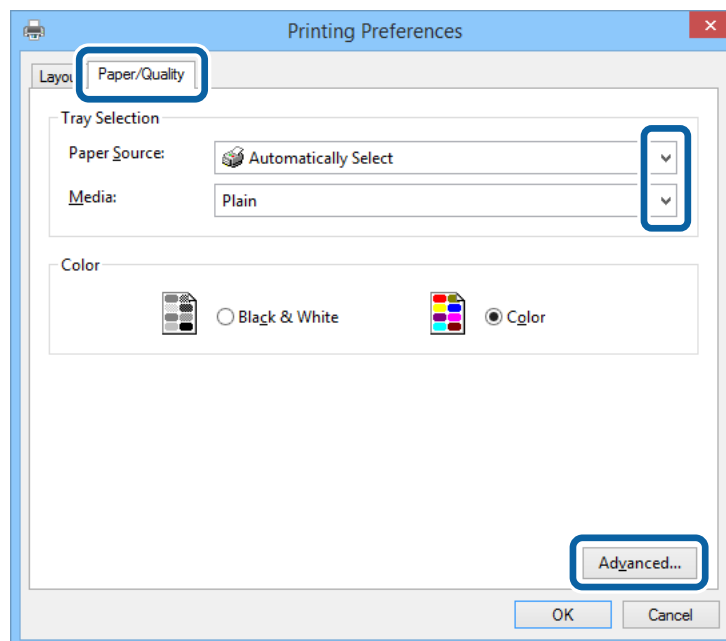 Printing Preferences
Layou Paper/Quality
Tray Selection
Paper Source: Automatically Select
Media: Plain
Color
Black & White Color
Advanced...
OK Cancel